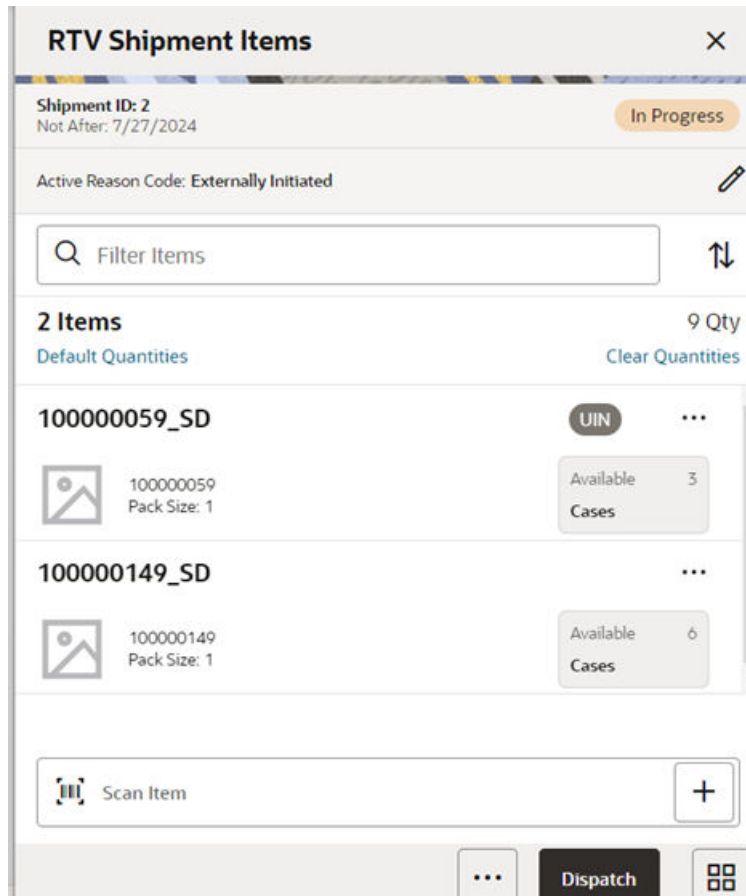 RTV Shipment Items
Shipment ID: 2
Not After: 7/27/2024
In Progress
Active Reason Code: Externally Initiated
Filter Items
2 Items
9 Qty
Default Quantities
Clear Quantities
100000059_SD
UIN
100000059
Pack Size: 1
Available 3
Cases
100000149_SD
100000149
Pack Size: 1
Available 6
Cases
Scan Item
Dispatch